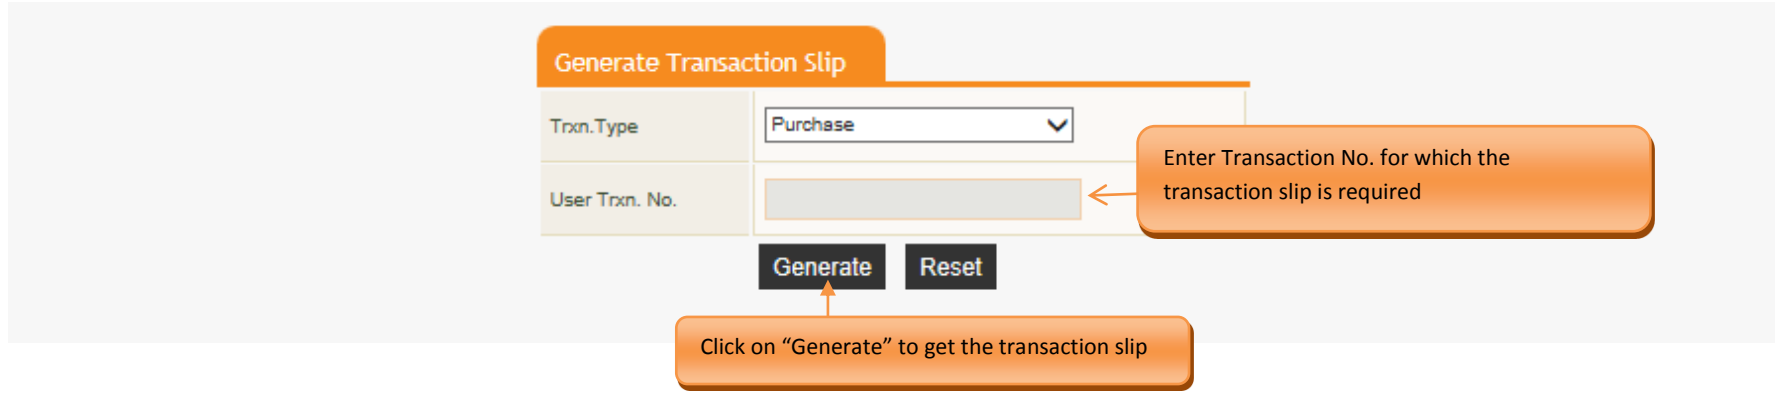 Generate Transaction Slip
Trxn.Type
Purchase
Enter Transaction No. for which the
transaction slip is required
User Trxn. No.
Generate
Reset
Click on “Generate” to get the transaction slip